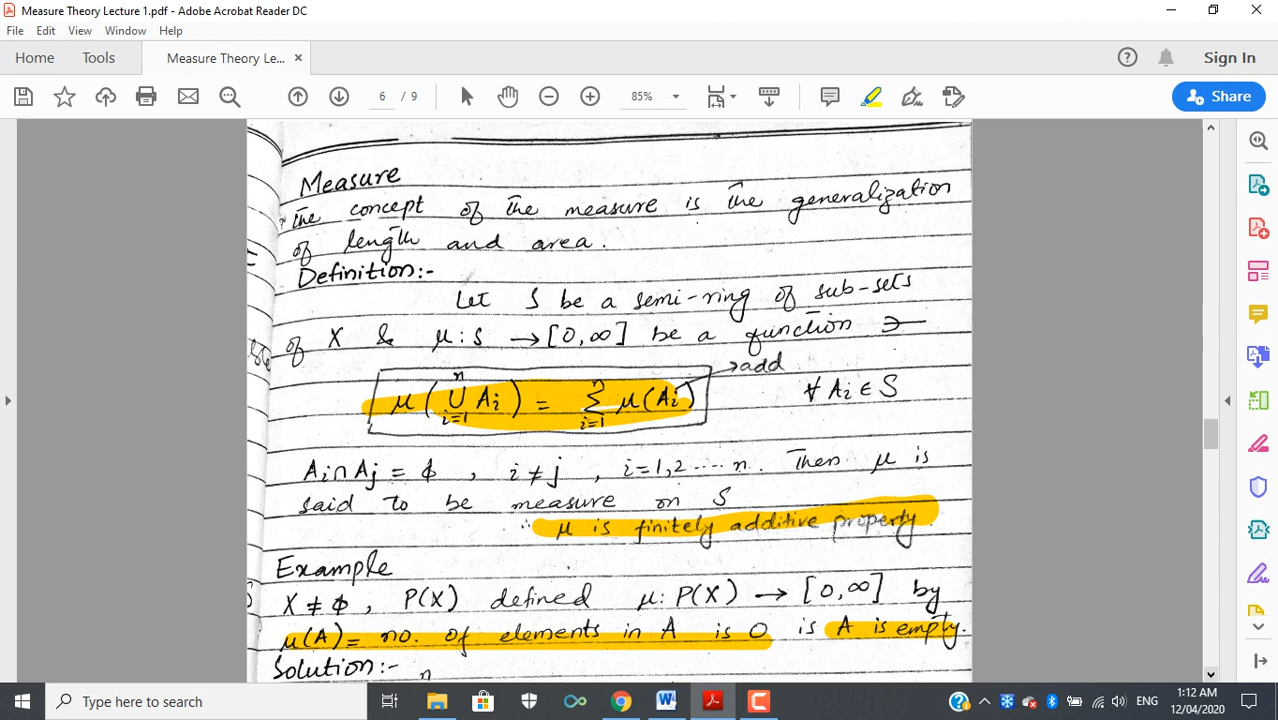 Measure Theory Lecture 1.pdf - Adobe Acrobat Reader DC
File Edit View Window Help
Home Tools Measure Theory Le... × Sign In
6 / 9 85% Share
Measure
The concept of the measure is the generalization
of length and area.
Definition:-
Let S be a semi-ring of sub-sets
of X & μ : S → [0, ∞] be a function ∋
→ add
μ ( ⋃ᵢ₌₁ⁿ Aᵢ ) = ∑ᵢ₌₁ⁿ μ(Aᵢ) ∀ Aᵢ ∈ S
Aᵢ ∩ Aⱼ = ϕ , i ≠ j , i = 1, 2 ..... n. Then μ is
said to be measure on S
∴ μ is finitely additive property.
Example
X ≠ ϕ, P(X) defined μ: P(X) → [0, ∞] by
μ(A) = no. of elements in A is 0 is A is empty.
Solution:- n
Type here to search
ENG 1:12 AM
12/04/2020